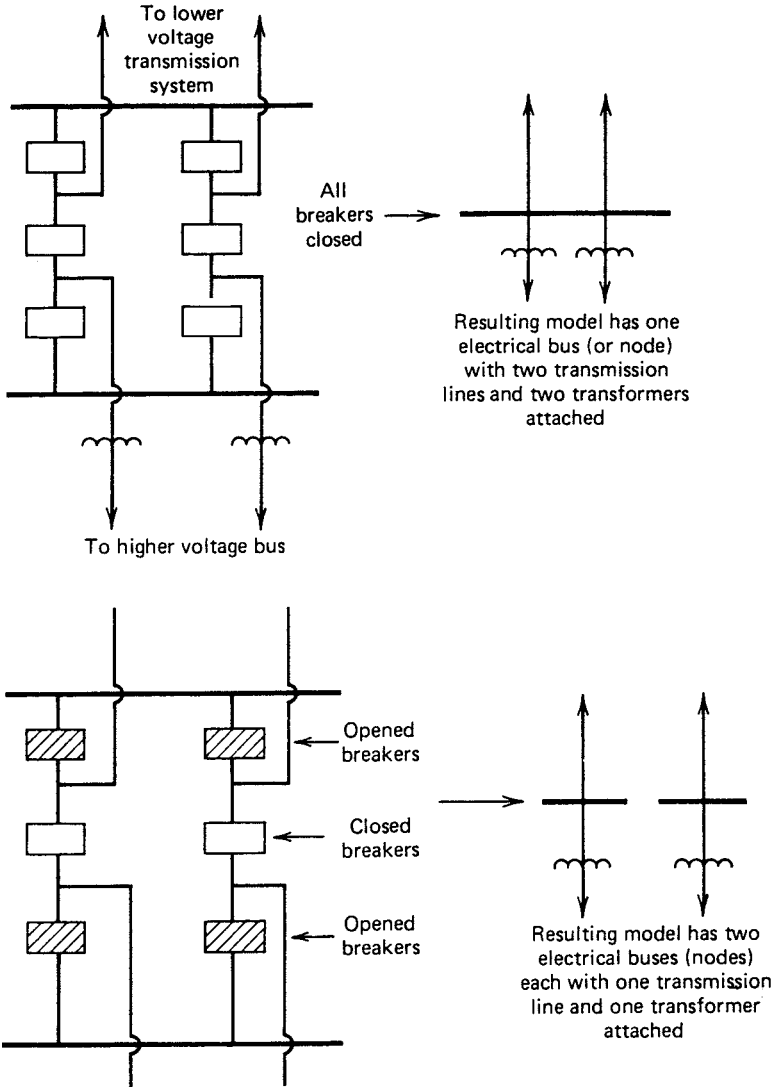 To lower
voltage
transmission
system
All
breakers
closed
Resulting model has one
electrical bus (or node)
with two transmission
lines and two transformers
attached
To higher voltage bus
Opened
breakers
Closed
breakers
Opened
breakers
Resulting model has two
electrical buses (nodes)
each with one transmission
line and one transformer
attached